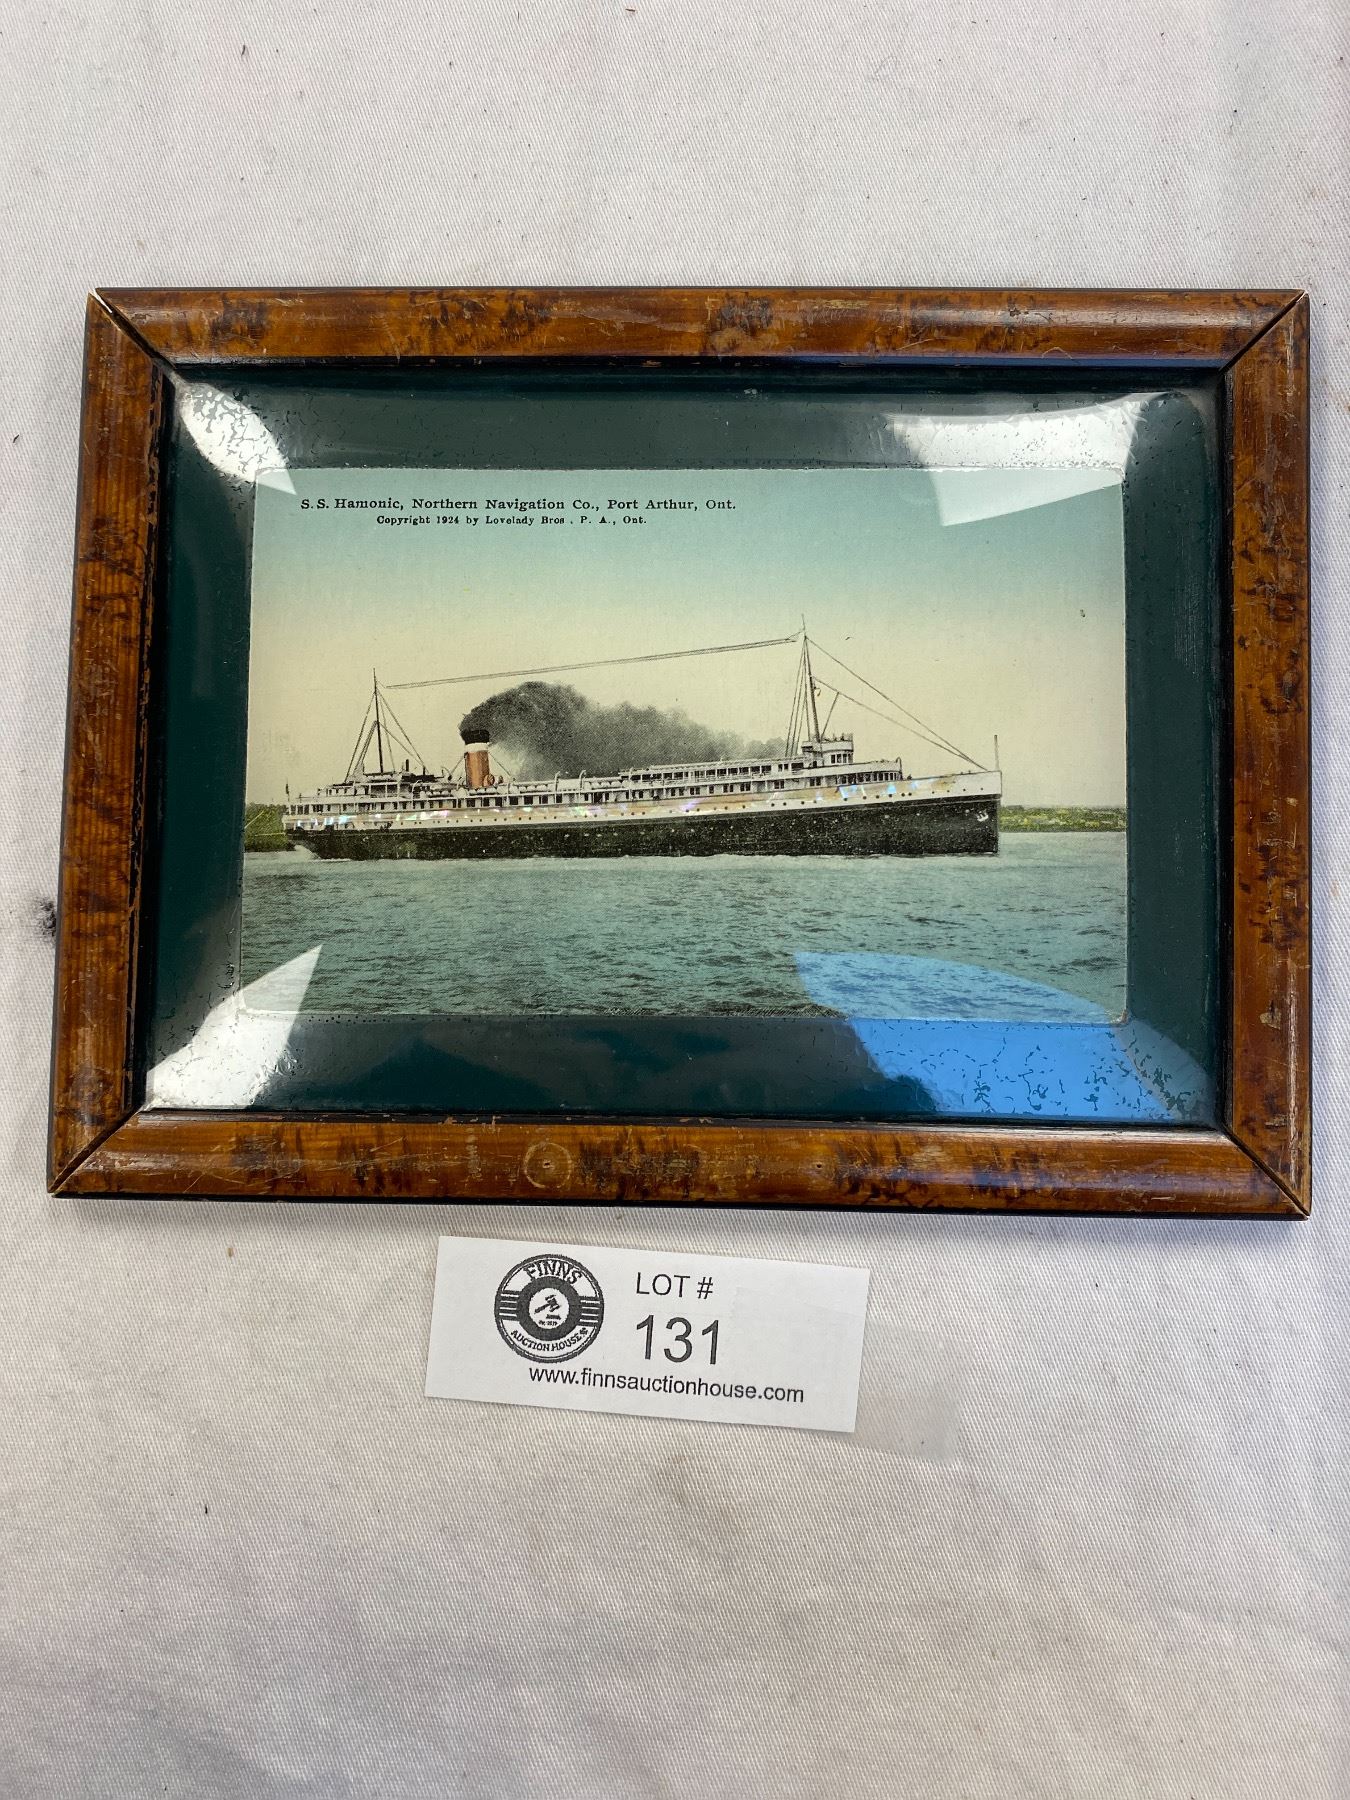 S.S. Hamonic, Northern Navigation Co., Port Arthur, Ont.
Copyright 1924 by Lovelady Bros . P. A., Ont.
FINNS
AUCTION HOUSE
LOT #
131
www.finnsauctionhouse.com